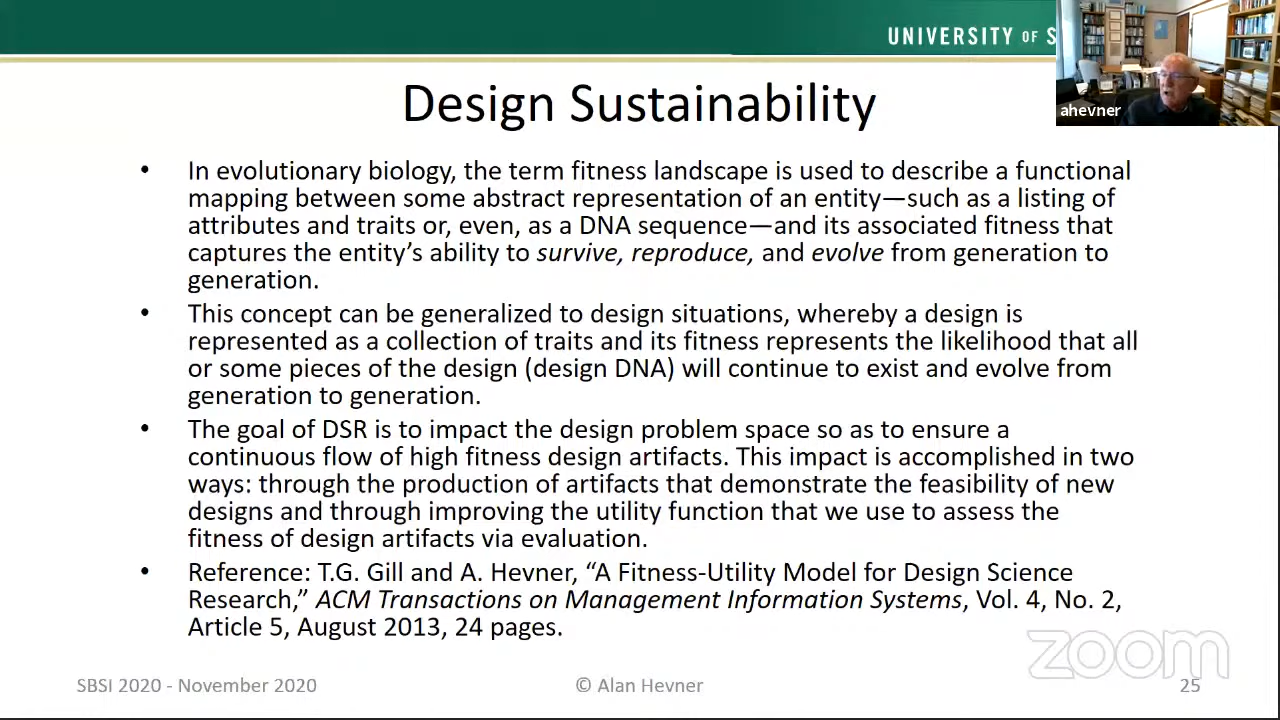 UNIVERSITY OF S
ahevner
Design Sustainability
• In evolutionary biology, the term fitness landscape is used to describe a functional
mapping between some abstract representation of an entity—such as a listing of
attributes and traits or, even, as a DNA sequence—and its associated fitness that
captures the entity’s ability to survive, reproduce, and evolve from generation to
generation.
• This concept can be generalized to design situations, whereby a design is
represented as a collection of traits and its fitness represents the likelihood that all
or some pieces of the design (design DNA) will continue to exist and evolve from
generation to generation.
• The goal of DSR is to impact the design problem space so as to ensure a
continuous flow of high fitness design artifacts. This impact is accomplished in two
ways: through the production of artifacts that demonstrate the feasibility of new
designs and through improving the utility function that we use to assess the
fitness of design artifacts via evaluation.
• Reference: T.G. Gill and A. Hevner, “A Fitness-Utility Model for Design Science
Research,” ACM Transactions on Management Information Systems, Vol. 4, No. 2,
Article 5, August 2013, 24 pages.
zoom
SBSI 2020 - November 2020
© Alan Hevner
25